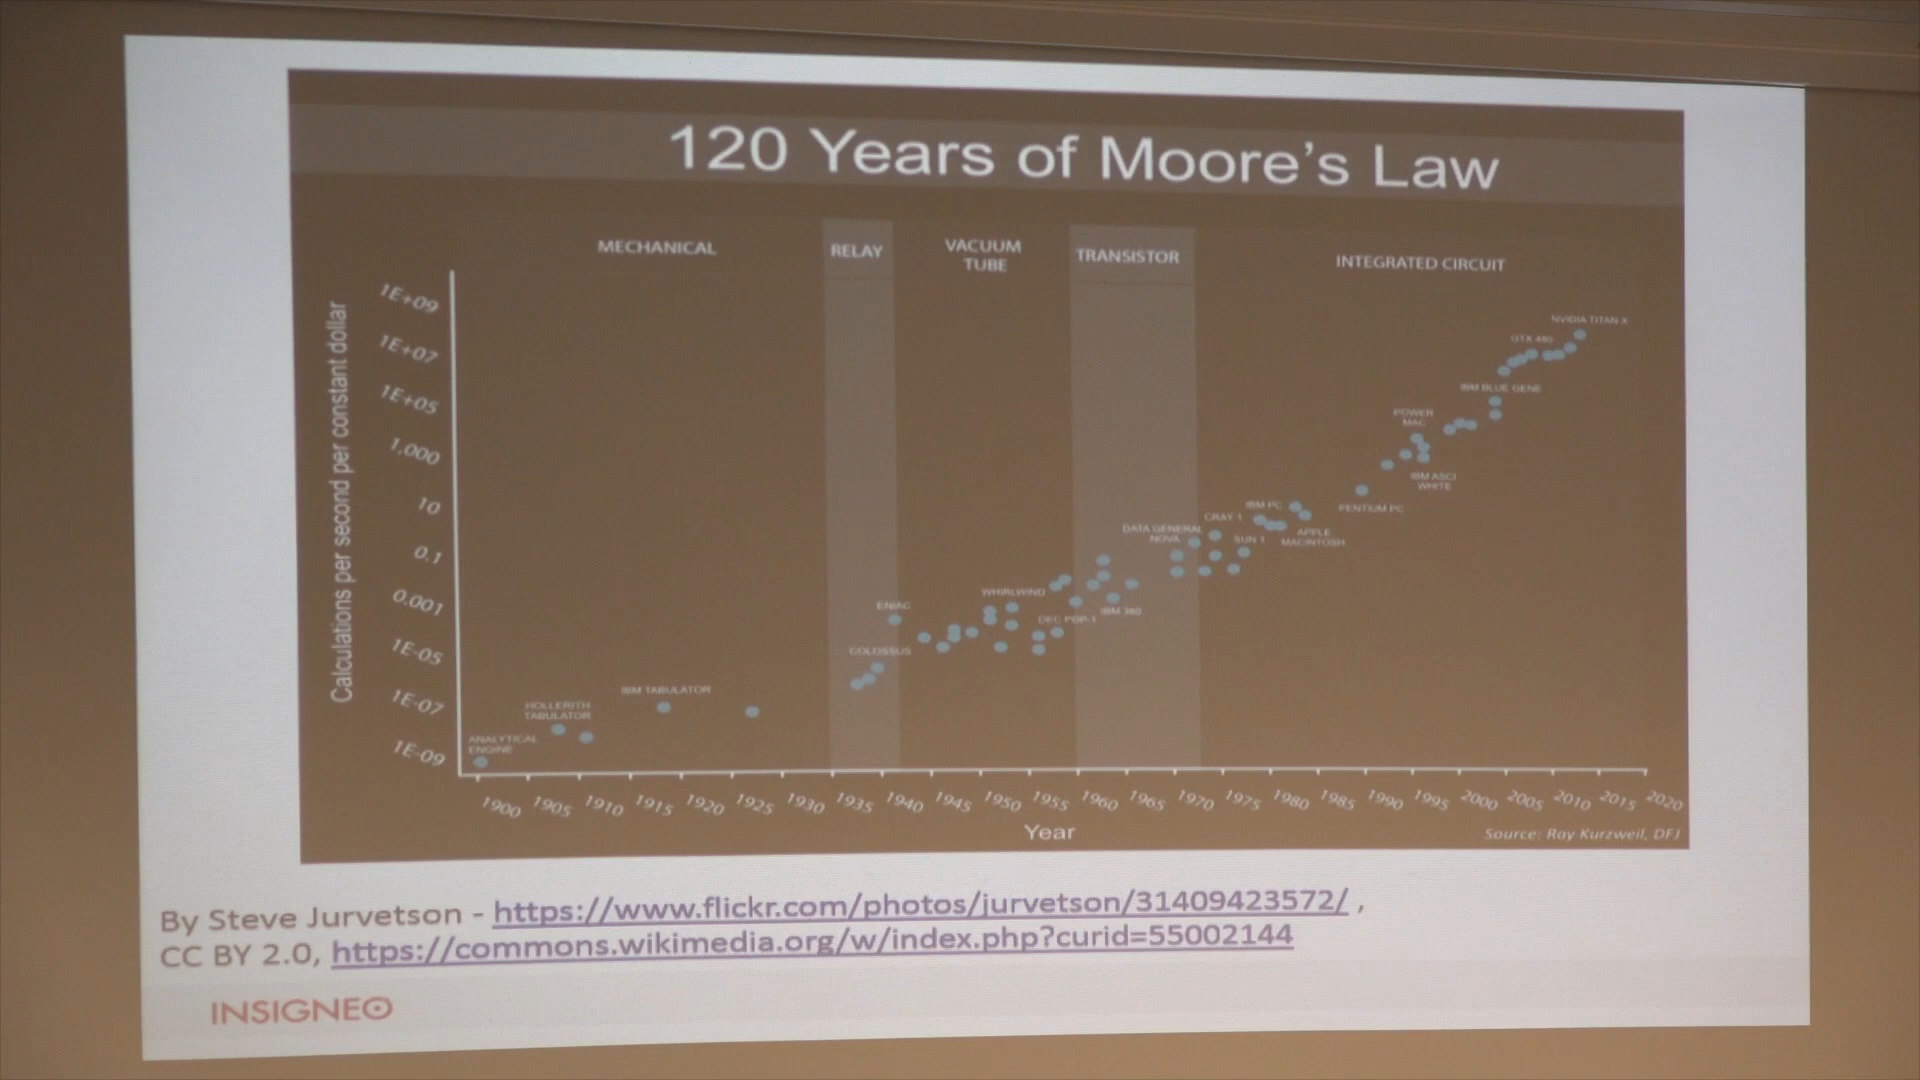 120 Years of Moore's Law
MECHANICAL
RELAY
VACUUM
TUBE
TRANSISTOR
INTEGRATED CIRCUIT
Calculations per second per constant dollar
1E+09
1E+07
1E+05
1,000
10
0.1
0.001
1E-05
1E-07
1E-09
NVIDIA TITAN X
GTX 480
IBM BLUE GENE
POWER
MAC
IBM ASCI
WHITE
PENTIUM PC
IBM PC
CRAY 1
APPLE
MACINTOSH
SUN 1
DATA GENERAL
NOVA
WHIRLWIND
IBM 360
DEC PDP-1
ENIAC
COLOSSUS
IBM TABULATOR
HOLLERITH
TABULATOR
ANALYTICAL
ENGINE
1900 1905 1910 1915 1920 1925 1930 1935 1940 1945 1950 1955 1960 1965 1970 1975 1980 1985 1990 1995 2000 2005 2010 2015 2020
Year
Source: Ray Kurzweil, DFJ
By Steve Jurvetson - https://www.flickr.com/photos/jurvetson/31409423572/ ,
CC BY 2.0, https://commons.wikimedia.org/w/index.php?curid=55002144
INSIGNEO